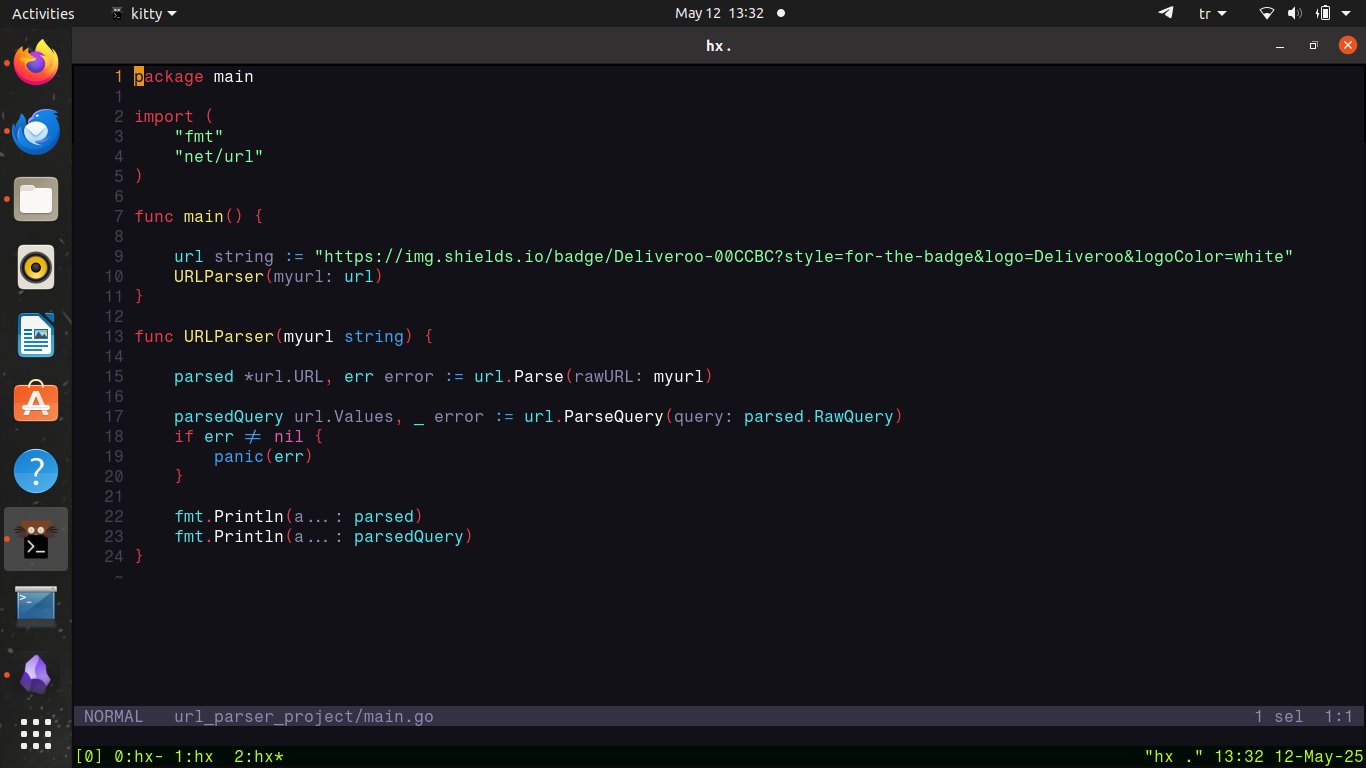 Activities kitty May 12 13:32 tr
hx .
1 package main
1
2 import (
3 "fmt"
4 "net/url"
5 )
6
7 func main() {
8
9 url string := "https://img.shields.io/badge/Deliveroo-00CCBC?style=for-the-badge&logo=Deliveroo&logoColor=white"
10 URLParser(myurl: url)
11 }
12
13 func URLParser(myurl string) {
14
15 parsed *url.URL, err error := url.Parse(rawURL: myurl)
16
17 parsedQuery url.Values, _ error := url.ParseQuery(query: parsed.RawQuery)
18 if err ≠ nil {
19 panic(err)
20 }
21
22 fmt.Println(a...: parsed)
23 fmt.Println(a...: parsedQuery)
24 }
~
NORMAL url_parser_project/main.go 1 sel 1:1
[0] 0:hx- 1:hx 2:hx* "hx ." 13:32 12-May-25